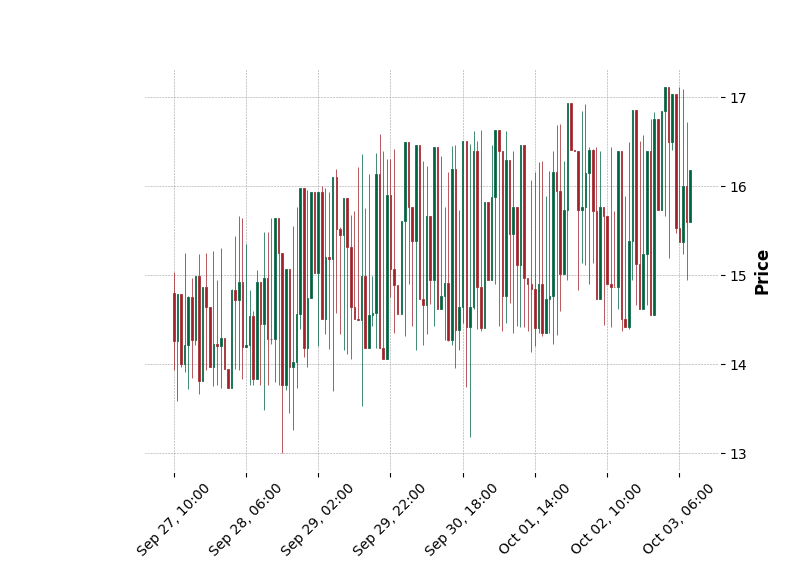 17
16
15
14
13
Price
Sep 27, 10:00
Sep 28, 06:00
Sep 29, 02:00
Sep 29, 22:00
Sep 30, 18:00
Oct 01, 14:00
Oct 02, 10:00
Oct 03, 06:00